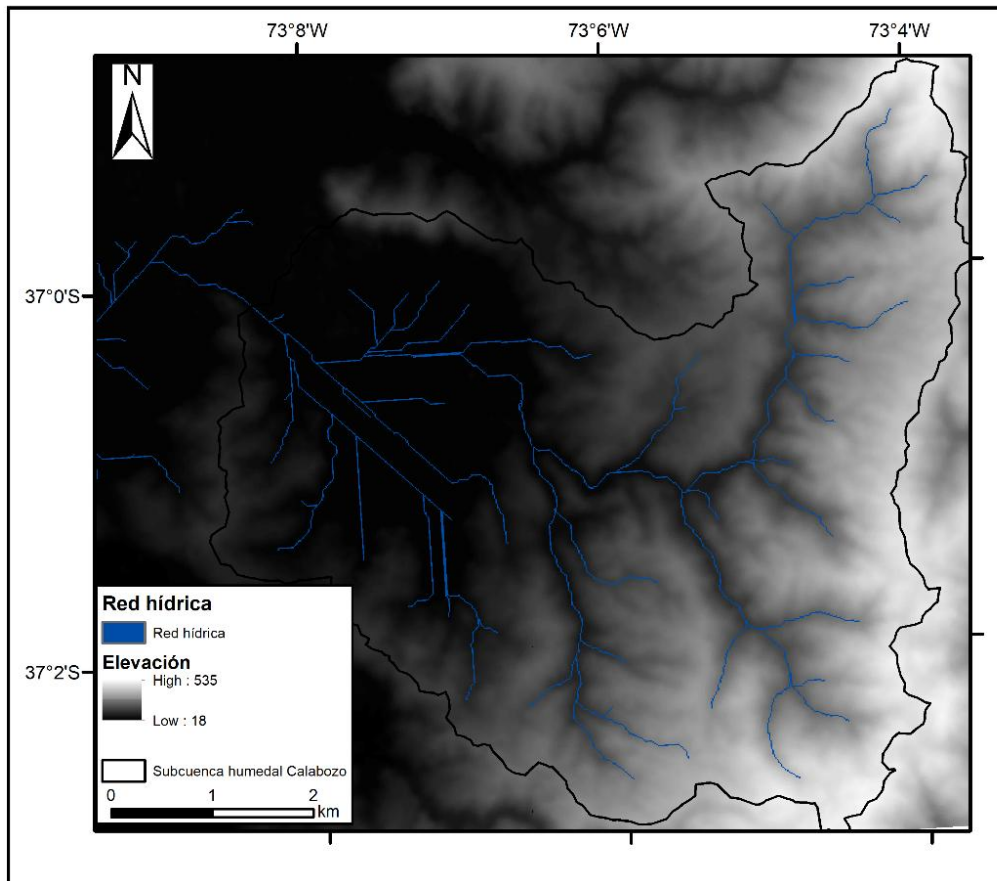 73°8'W
73°6'W
73°4'W
N
37°0'S
37°2'S
Red hídrica
Red hídrica
Elevación
High : 535
Low : 18
Subcuenca humedal Calabozo
0 1 2
km